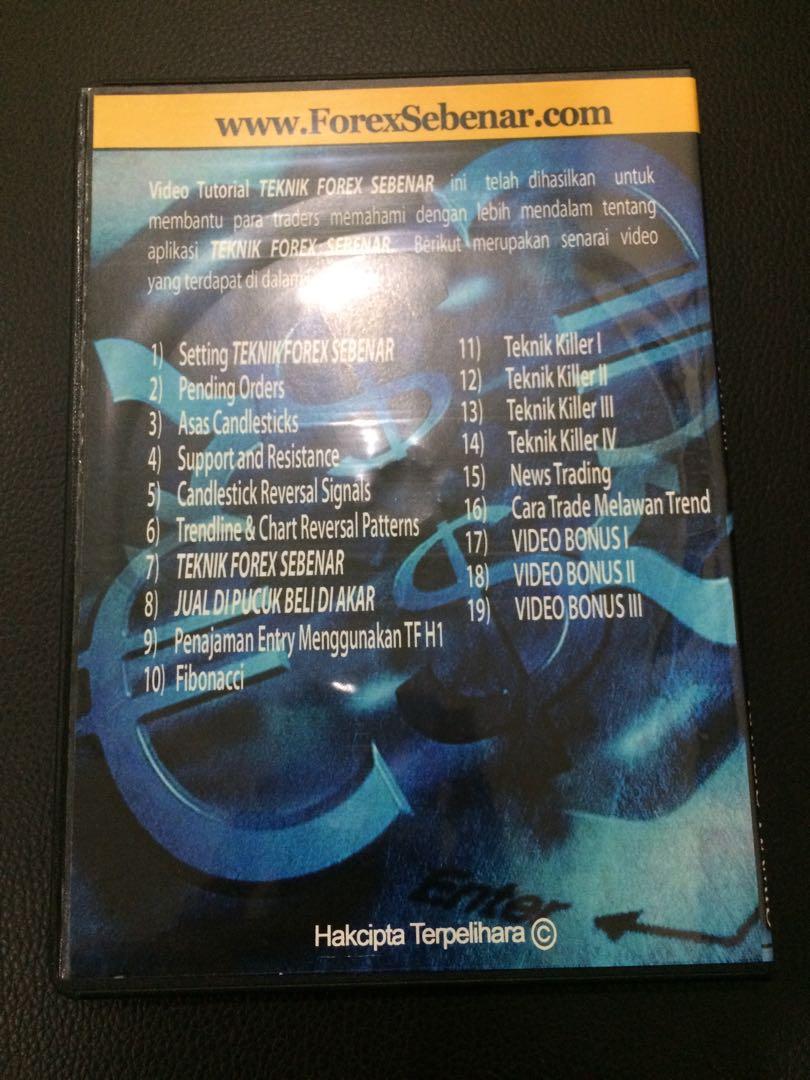 www.ForexSebenar.com
Video Tutorial TEKNIK FOREX SEBENAR ini telah dihasilkan untuk
membantu para traders memahami dengan lebih mendalam tentang
aplikasi TEKNIK FOREX SEBENAR. Berikut merupakan senarai video
yang terdapat di dalam
1) Setting TEKNIK FOREX SEBENAR
2) Pending Orders
3) Asas Candlesticks
4) Support and Resistance
5) Candlestick Reversal Signals
6) Trendline & Chart Reversal Patterns
7) TEKNIK FOREX SEBENAR
8) JUAL DI PUCUK BELI DI AKAR
9) Penajaman Entry Menggunakan TF H1
10) Fibonacci
11) Teknik Killer I
12) Teknik Killer II
13) Teknik Killer III
14) Teknik Killer IV
15) News Trading
16) Cara Trade Melawan Trend
17) VIDEO BONUS I
18) VIDEO BONUS II
19) VIDEO BONUS III
Enter
Hakcipta Terpelihara ©